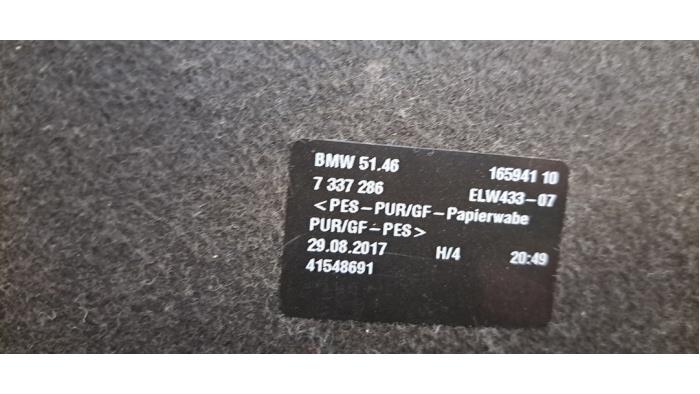 BMW 51.46 165941 10
7 337 286 ELW433-07
< PES-PUR/GF-Papierwabe
PUR/GF-PES>
29.08.2017 H/4 20:49
41548691